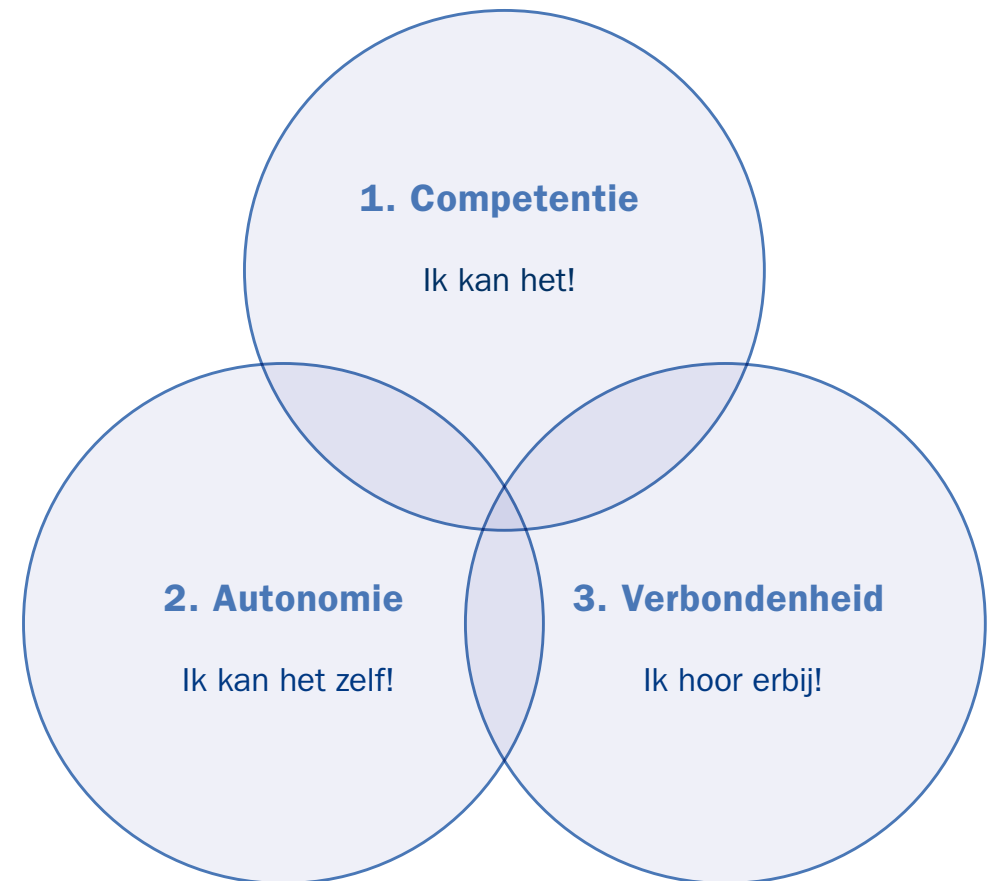 1. Competentie
Ik kan het!
2. Autonomie
Ik kan het zelf!
3. Verbondenheid
Ik hoor erbij!